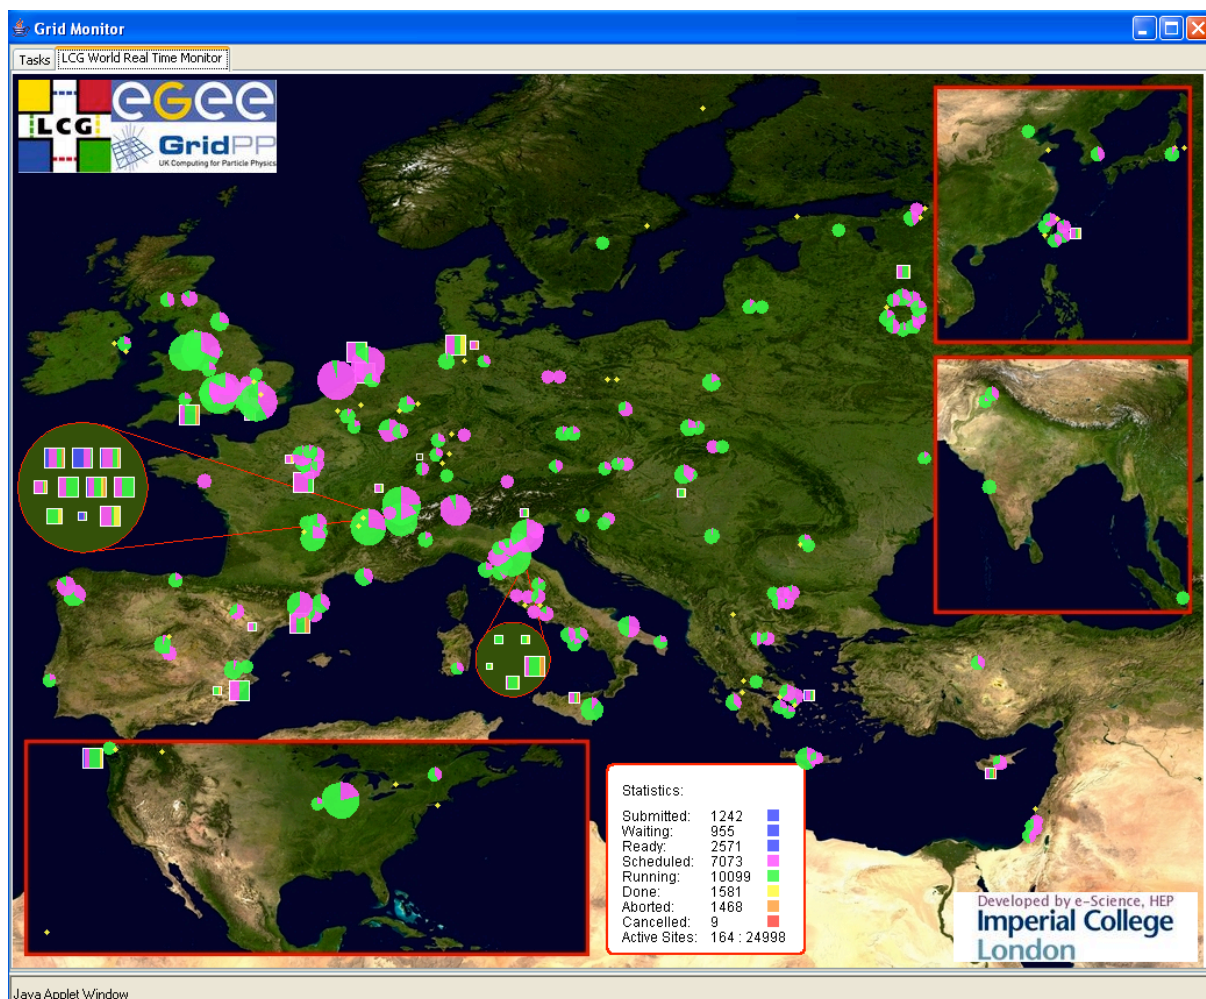 Grid Monitor
Tasks
LCG World Real Time Monitor
LCG
eGee
GridPP
UK Computing for Particle Physics
Statistics:
Submitted: 1242
Waiting: 955
Ready: 2571
Scheduled: 7073
Running: 10099
Done: 1581
Aborted: 1468
Cancelled: 9
Active Sites: 164 : 24998
Developed by e-Science, HEP
Imperial College
London
Java Applet Window